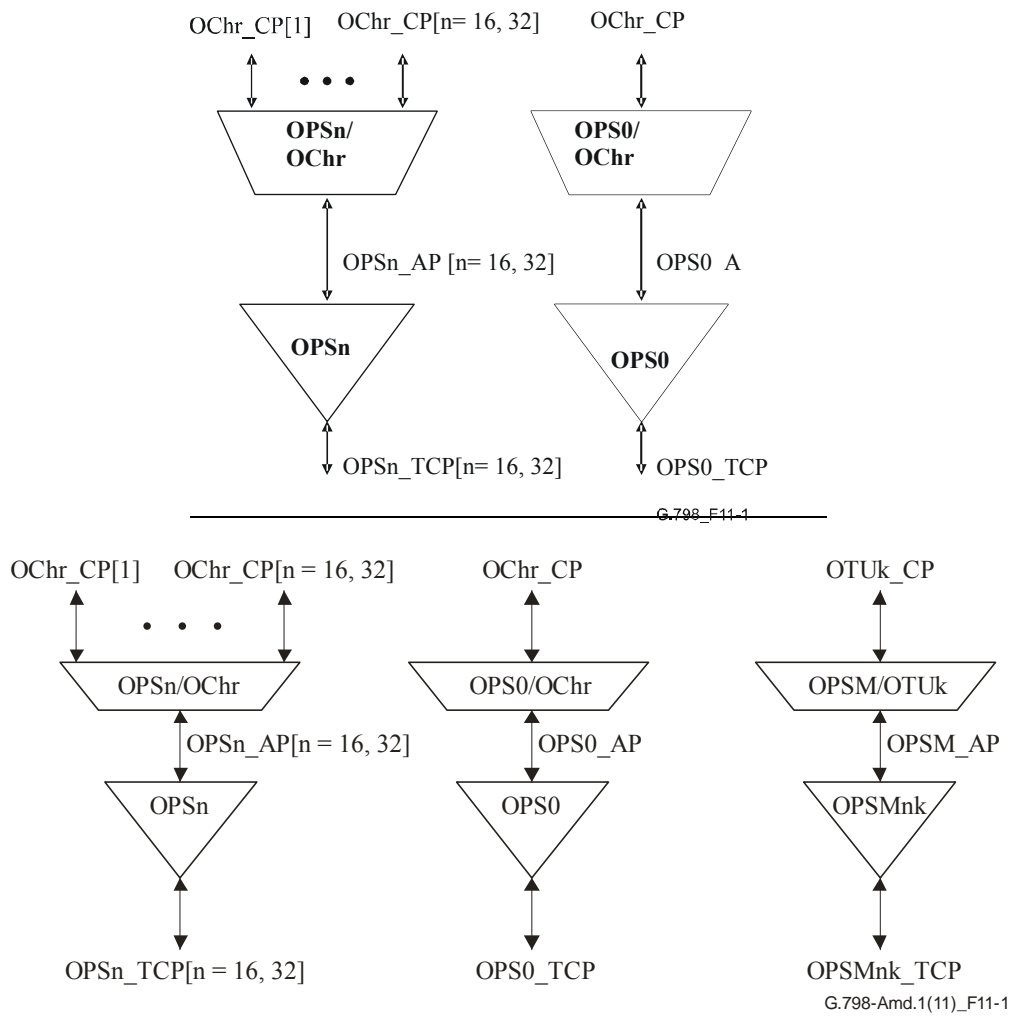 OChr_CP[1] OChr_CP[n= 16, 32] OChr_CP
OPSn/ OPS0/
OChr OChr
OPSn_AP [n= 16, 32] OPS0 A
OPSn OPS0
OPSn_TCP[n= 16, 32] OPS0_TCP
G.798_F11-1
OChr_CP[1] OChr_CP[n = 16, 32] OChr_CP OTUk_CP
OPSn/OChr OPS0/OChr OPSM/OTUk
OPSn_AP[n = 16, 32] OPS0_AP OPSM_AP
OPSn OPS0 OPSMnk
OPSn_TCP[n = 16, 32] OPS0_TCP OPSMnk_TCP
G.798-Amd.1(11)_F11-1